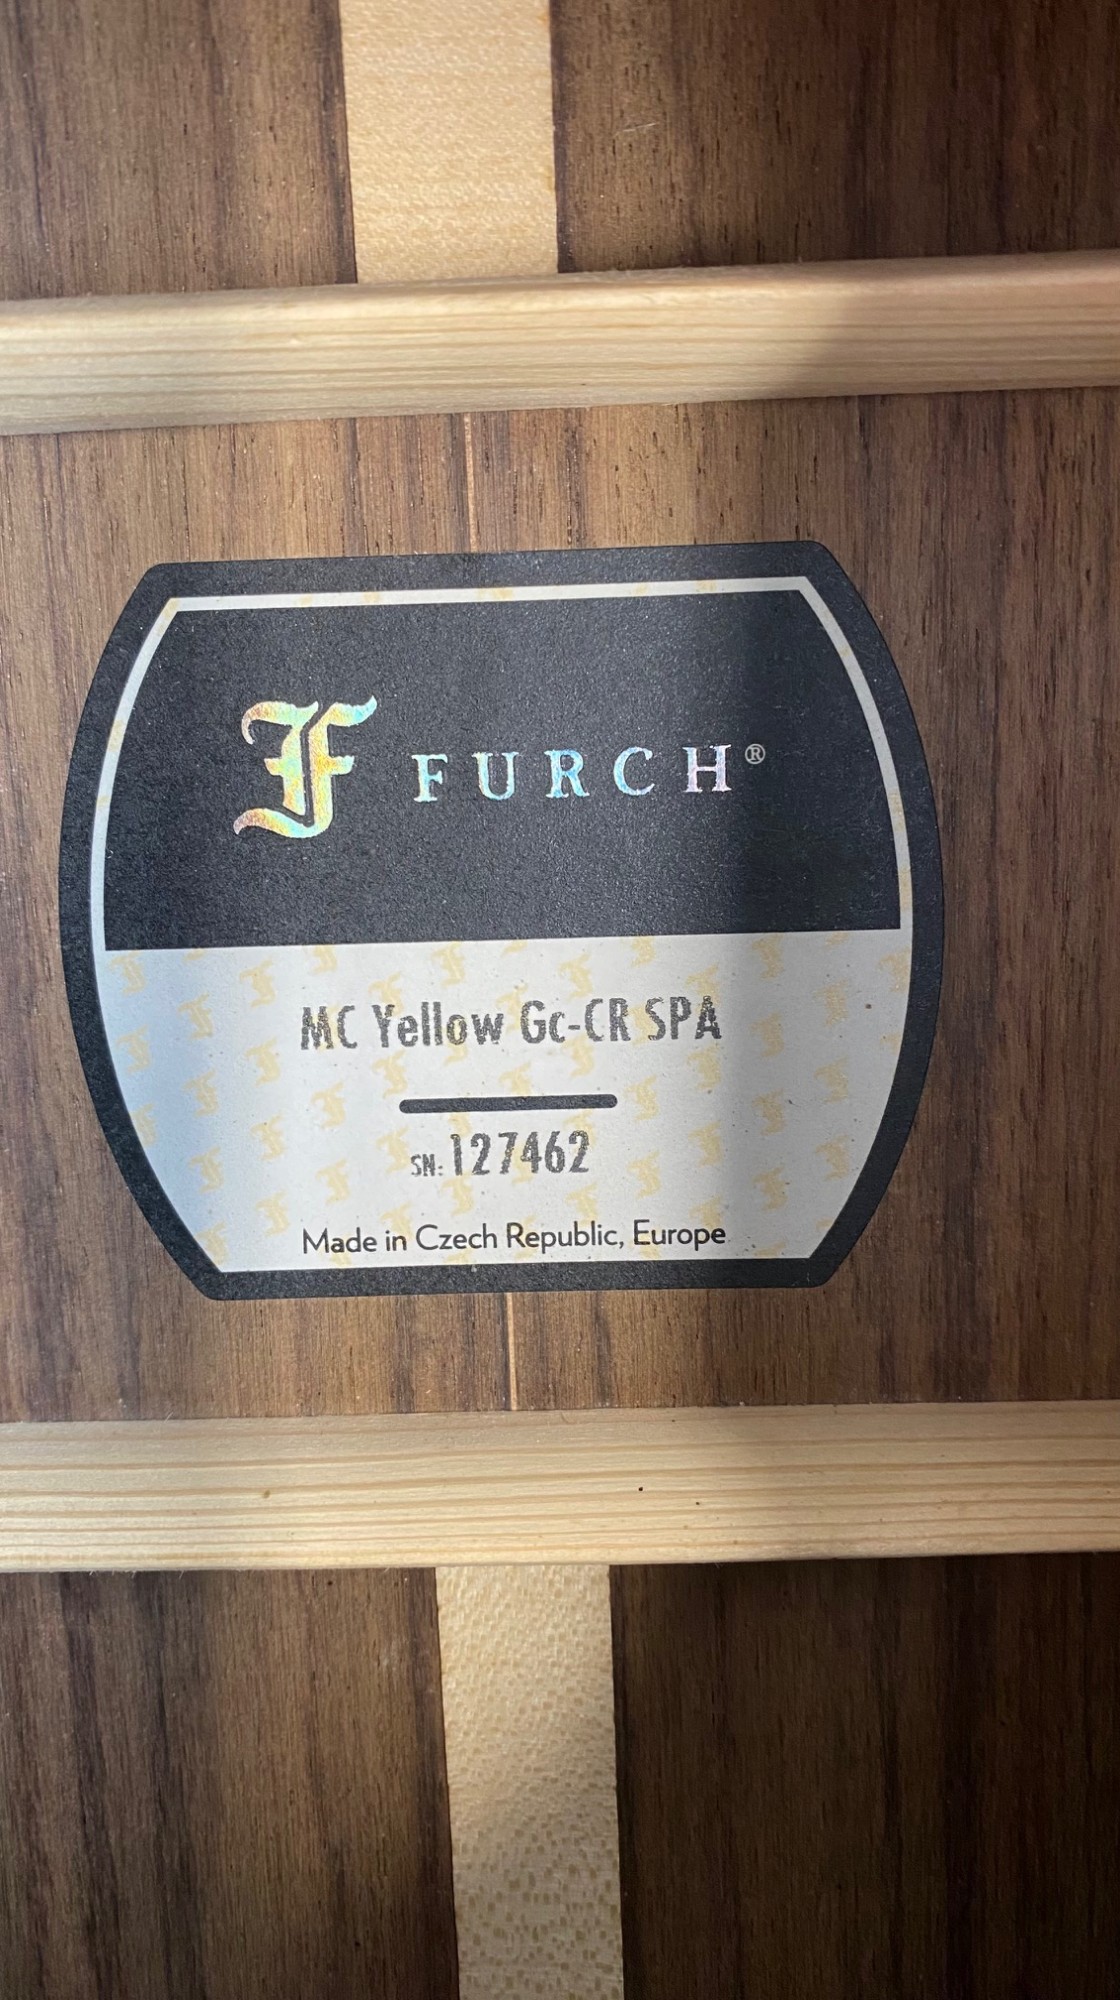 F FURCH®
MC Yellow Gc-CR SPA
SN: 127462
Made in Czech Republic, Europe